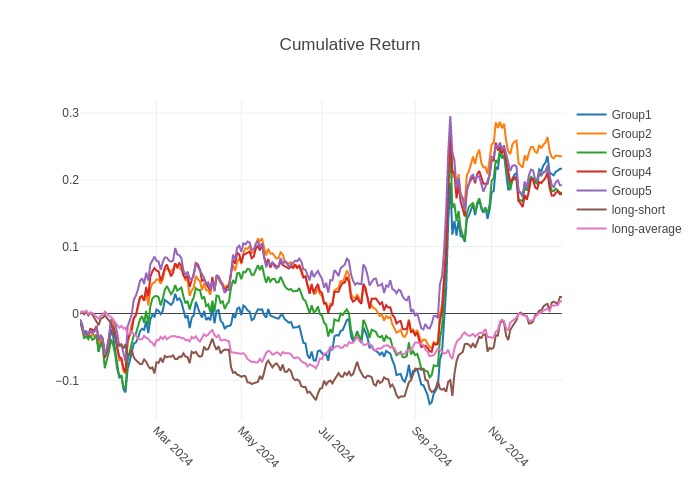 Cumulative Return
0.3
0.2
0.1
0
−0.1
Mar 2024
May 2024
Jul 2024
Sep 2024
Nov 2024
Group1
Group2
Group3
Group4
Group5
long-short
long-average